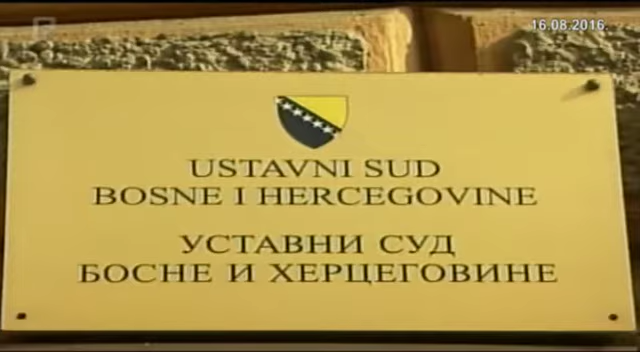 16.08.2016.
USTAVNI SUD
BOSNE I HERCEGOVINE
УСТАВНИ СУД
БОСНЕ И ХЕРЦЕГОВИНЕ